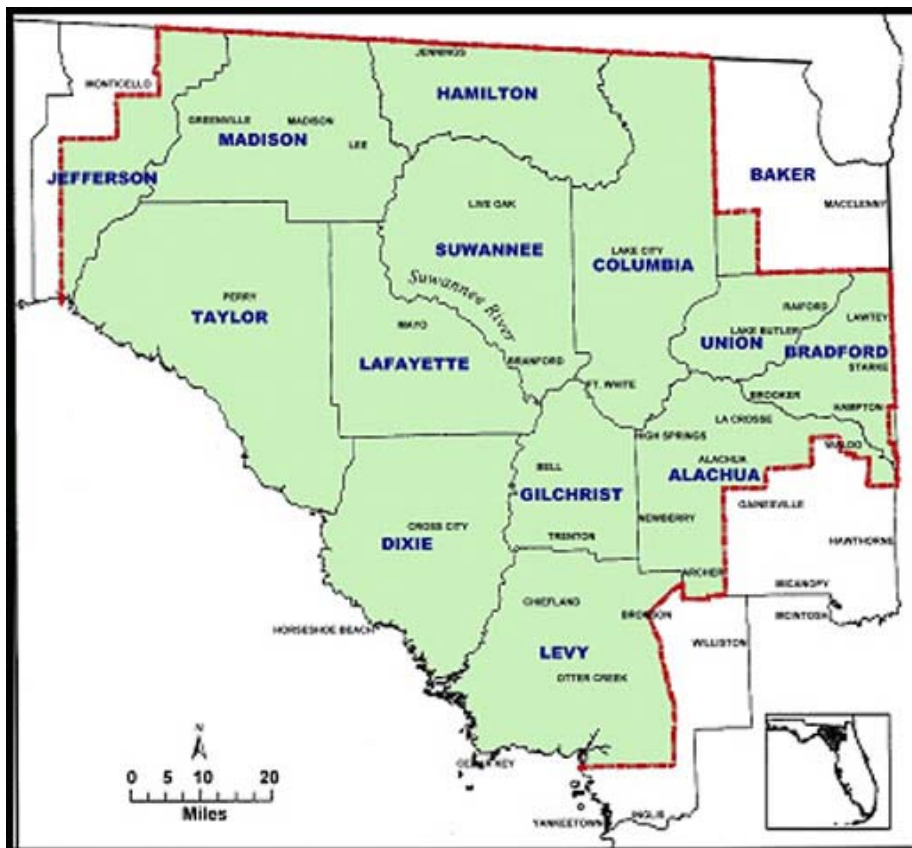 JENNINGS
MONTICELLO
HAMILTON
GREENVILLE
MADISON
MADISON
LEE
JEFFERSON
BAKER
MACCLENNY
LIVE OAK
SUWANNEE
LAKE CITY
COLUMBIA
Suwannee River
PERRY
TAYLOR
MAYO
LAFAYETTE
BRANFORD
RAIFORD
LAWTEY
LAKE BUTLER
UNION
BRADFORD
STARKE
FT. WHITE
BROOKER
HAMPTON
LA CROSSE
HIGH SPRINGS
WALDO
ALACHUA
ALACHUA
BELL
GILCHRIST
GAINESVILLE
NEWBERRY
CROSS CITY
DIXIE
TRENTON
HAWTHORNE
ARCHER
MICANOPY
CHIEFLAND
BRONSON
MCINTOSH
HORSESHOE BEACH
WILLISTON
LEVY
OTTER CREEK
N
CEDAR KEY
0 5 10 20
Miles
YANKEETOWN
INGLIS